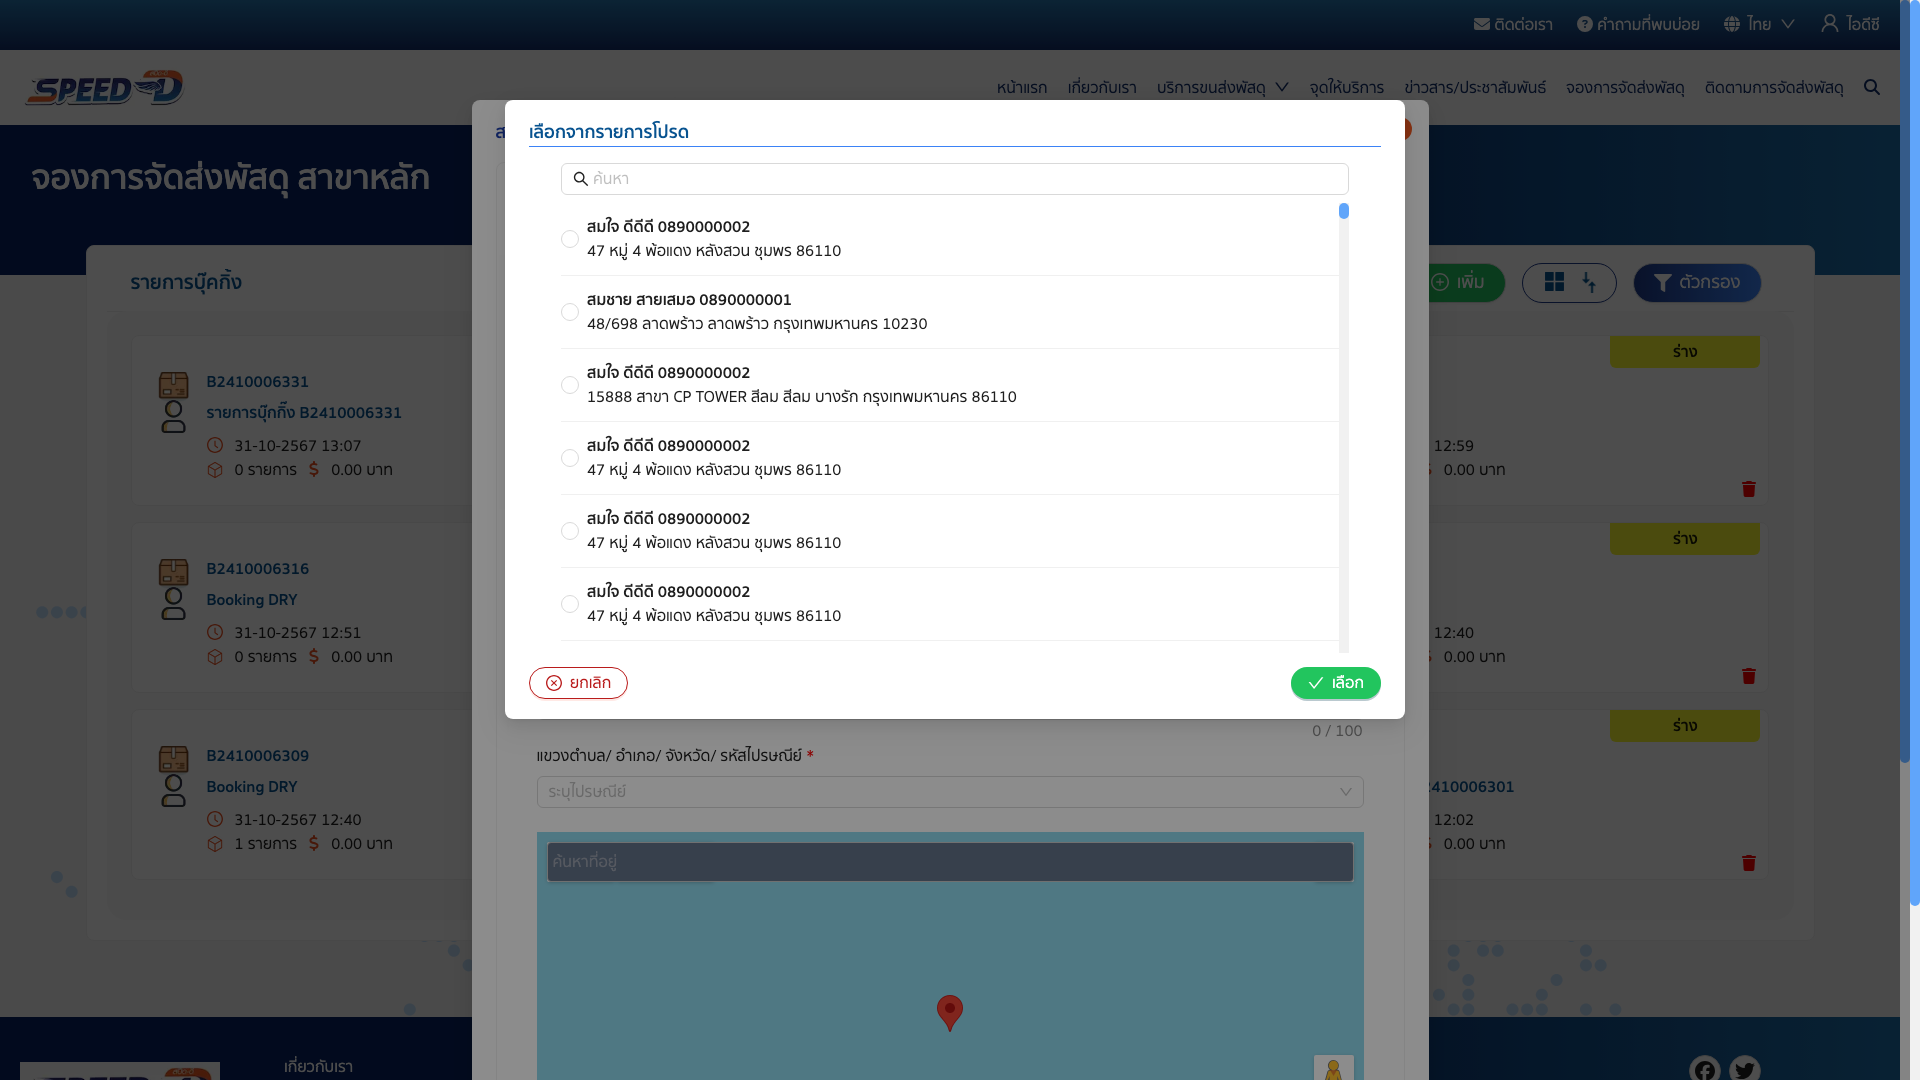 ติดต่อเรา
คำถามที่พบบ่อย
ไทย
ไอดีซี
SPEED-D
หน้าแรก
เกี่ยวกับเรา
บริการขนส่งพัสดุ
จุดให้บริการ
ข่าวสาร/ประชาสัมพันธ์
จองการจัดส่งพัสดุ
ติดตามการจัดส่งพัสดุ
จองการจัดส่งพัสดุ สาขาหลัก
เลือกจากรายการโปรด
ค้นหา
สมใจ ดีดีดี 0890000002
47 หมู่ 4 พ้อแดง หลังสวน ชุมพร 86110
สมชาย สายเสมอ 0890000001
48/698 ลาดพร้าว ลาดพร้าว กรุงเทพมหานคร 10230
สมใจ ดีดีดี 0890000002
15888 สาขา CP TOWER สีลม สีลม บางรัก กรุงเทพมหานคร 86110
สมใจ ดีดีดี 0890000002
47 หมู่ 4 พ้อแดง หลังสวน ชุมพร 86110
สมใจ ดีดีดี 0890000002
47 หมู่ 4 พ้อแดง หลังสวน ชุมพร 86110
สมใจ ดีดีดี 0890000002
47 หมู่ 4 พ้อแดง หลังสวน ชุมพร 86110
ยกเลิก
เลือก
รายการบุ๊คกิ้ง
เพิ่ม
ตัวกรอง
B2410006331
รายการบุ๊กกิ๊ง B2410006331
31-10-2567 13:07
0 รายการ $ 0.00 บาท
ร่าง
12:59
0.00 บาท
B2410006316
Booking DRY
31-10-2567 12:51
0 รายการ $ 0.00 บาท
ร่าง
12:40
0.00 บาท
B2410006309
Booking DRY
31-10-2567 12:40
1 รายการ $ 0.00 บาท
ร่าง
2410006301
12:02
0.00 บาท
0 / 100
แขวงตำบล/ อำเภอ/ จังหวัด/ รหัสไปรษณีย์ *
ระบุไปรษณีย์
ค้นหาที่อยู่
เกี่ยวกับเรา